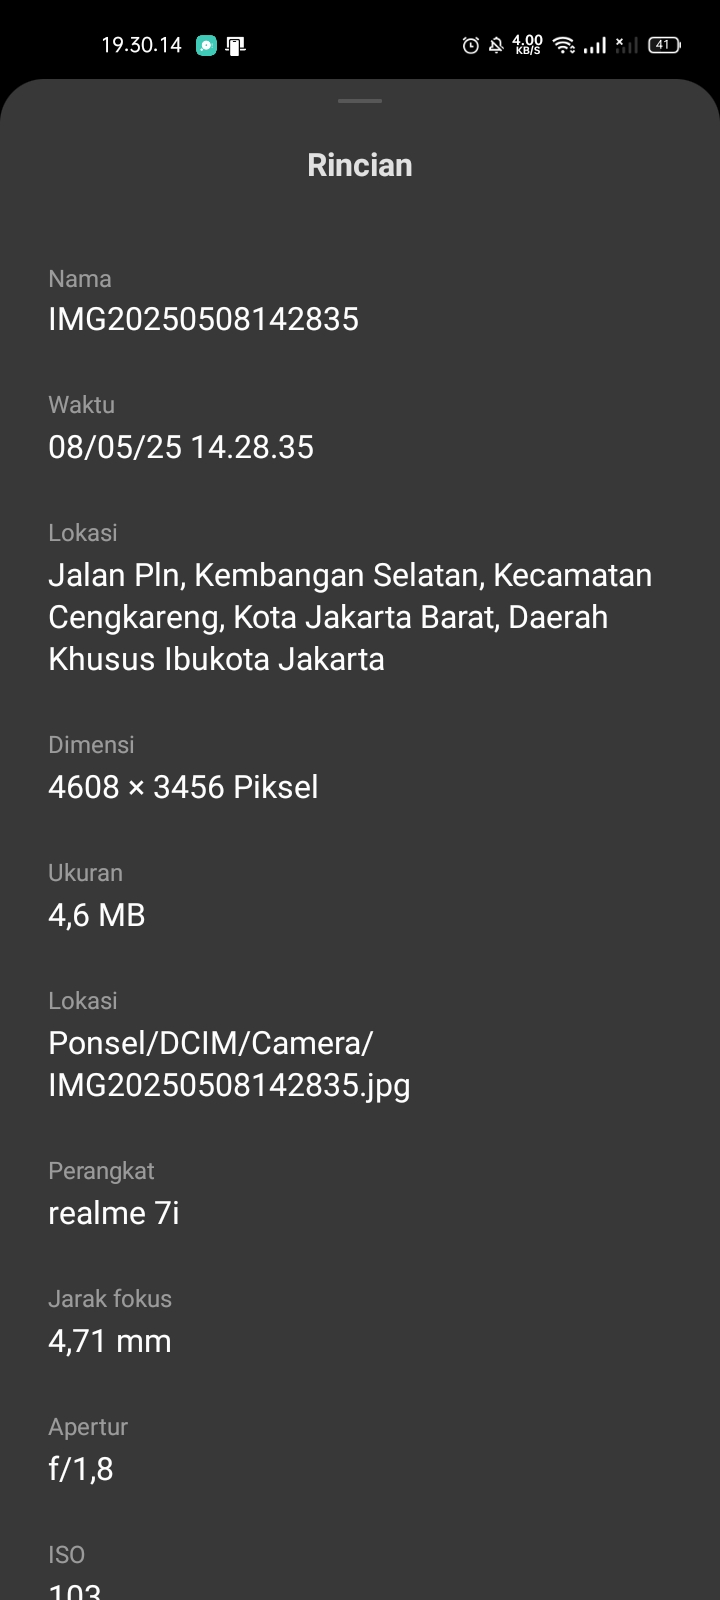 19.30.14
4.00
KB/S
41
Rincian
Nama
IMG20250508142835
Waktu
08/05/25 14.28.35
Lokasi
Jalan Pln, Kembangan Selatan, Kecamatan
Cengkareng, Kota Jakarta Barat, Daerah
Khusus Ibukota Jakarta
Dimensi
4608 × 3456 Piksel
Ukuran
4,6 MB
Lokasi
Ponsel/DCIM/Camera/
IMG20250508142835.jpg
Perangkat
realme 7i
Jarak fokus
4,71 mm
Apertur
f/1,8
ISO
103